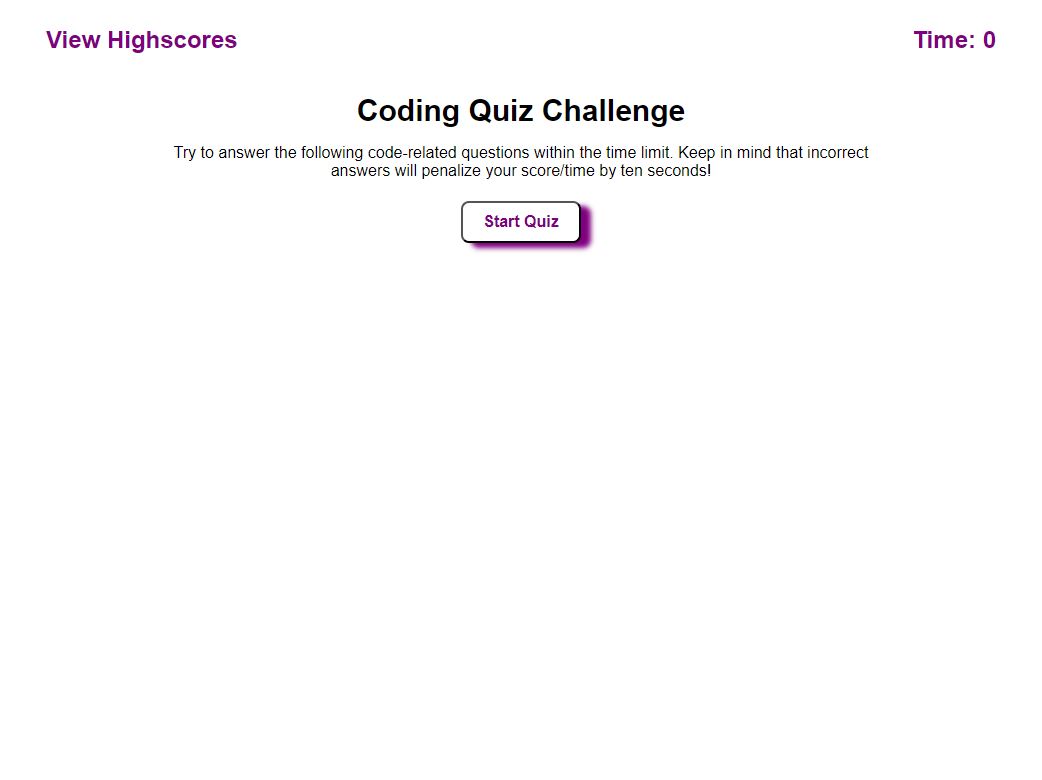 View Highscores
Time: 0
Coding Quiz Challenge
Try to answer the following code-related questions within the time limit. Keep in mind that incorrect
answers will penalize your score/time by ten seconds!
Start Quiz